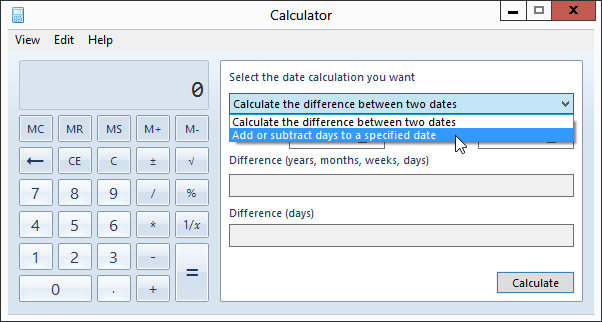 Calculator
View Edit Help
0
Select the date calculation you want
Calculate the difference between two dates
Calculate the difference between two dates
Add or subtract days to a specified date
Difference (years, months, weeks, days)
Difference (days)
Calculate
MC MR MS M+ M-
← CE C ± √
7 8 9 / %
4 5 6 * 1/x
1 2 3 - =
0 . +